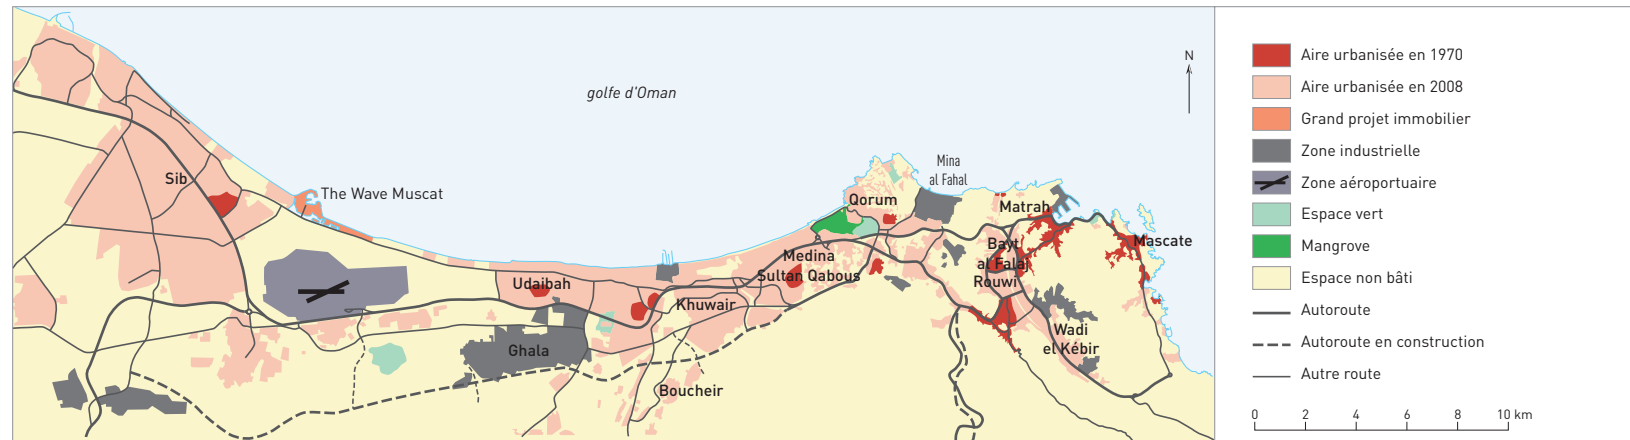 golfe d'Oman
N
Mina
al Fahal
Sib
The Wave Muscat
Qorum
Matrah
Mascate
Medina
Sultan Qabous
Bayt
al Falaj
Rouwi
Udaibah
Khuwair
Ghala
Wadi
el Kébir
Boucheir
Aire urbanisée en 1970
Aire urbanisée en 2008
Grand projet immobilier
Zone industrielle
Zone aéroportuaire
Espace vert
Mangrove
Espace non bâti
Autoroute
Autoroute en construction
Autre route
0 2 4 6 8 10 km